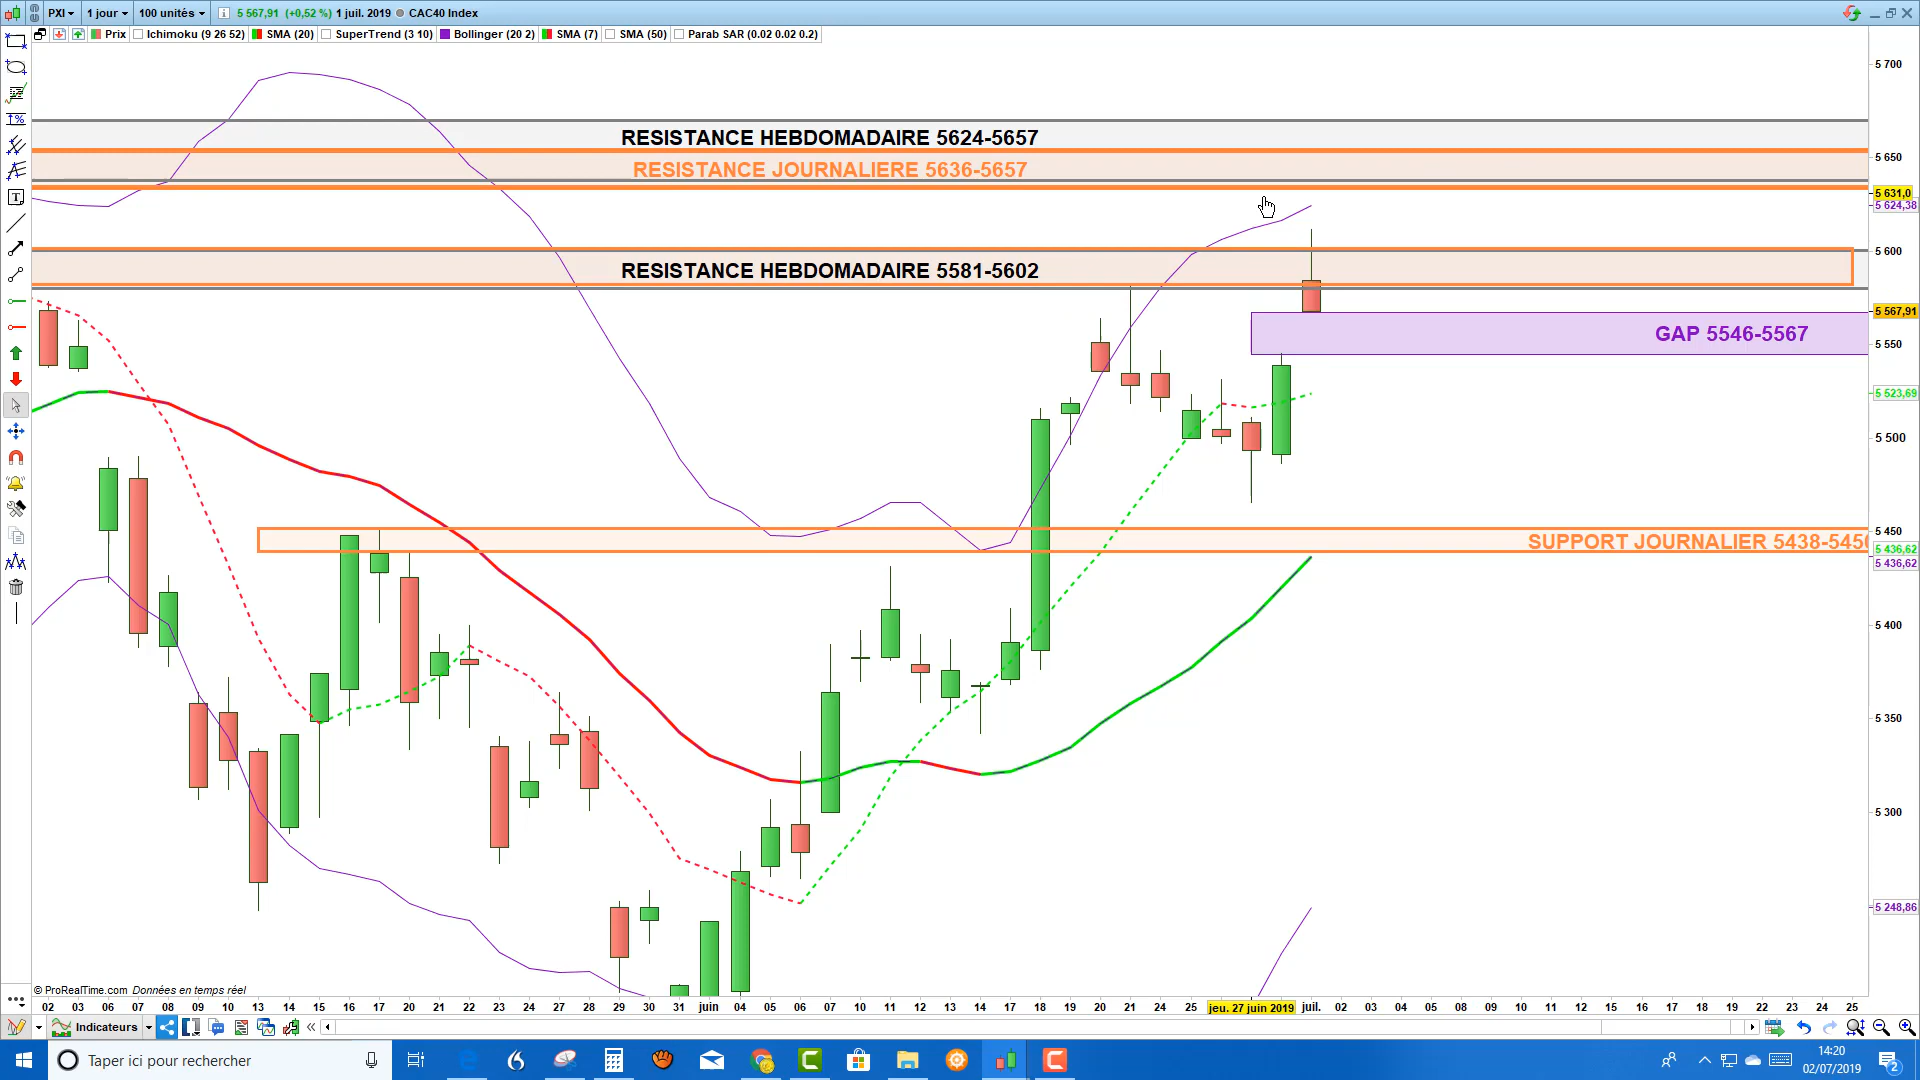 PXI 1 jour 100 unités 5 567,91 (+0,52 %) 1 juil. 2019 CAC40 Index
Prix Ichimoku (9 26 52) SMA (20) SuperTrend (3 10) Bollinger (20 2) SMA (7) SMA (50) Parab SAR (0.02 0.02 0.2)
5 700
RESISTANCE HEBDOMADAIRE 5624-5657
5 650
RESISTANCE JOURNALIERE 5636-5657
5 631,0
5 624,38
5 600
RESISTANCE HEBDOMADAIRE 5581-5602
5 567,91
GAP 5546-5567
5 550
5 523,69
5 500
5 450
SUPPORT JOURNALIER 5438-5450
5 436,62
5 436,62
5 400
5 350
5 300
5 248,86
© ProRealTime.com Données en temps réel
02 03 06 07 08 09 10 13 14 15 16 17 20 21 22 23 24 27 28 29 30 31 juin 04 05 06 07 10 11 12 13 14 17 18 19 20 21 24 25 jeu. 27 juin 2019 juil. 02 03 04 05 08 09 10 11 12 15 16 17 18 19 22 23 24 25
Indicateurs
Taper ici pour rechercher
14:20
02/07/2019
2